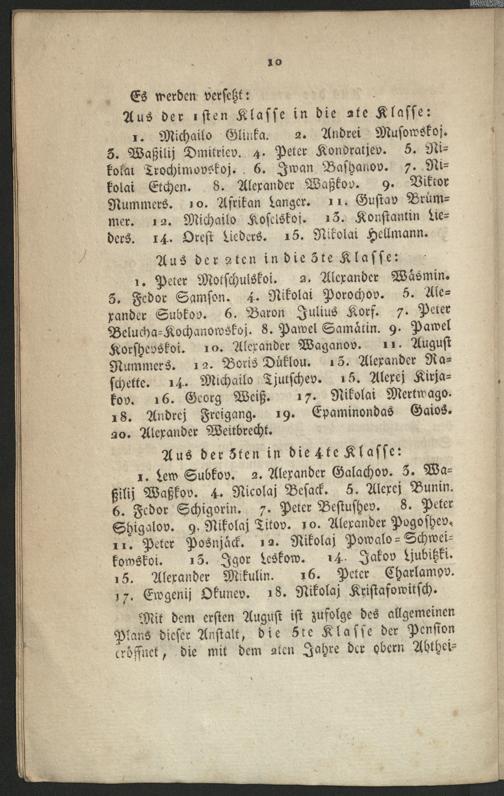 10
Es werden versetzt:
Aus der 1sten Klasse in die 2te Klasse:
1. Michailo Glinka. 2. Andrei Musowskoj.
3. Waßilij Dmitriev. 4. Peter Kondratjev. 5. Ni-
kolai Trochimovskoj. 6. Jwan Bashanov. 7. Ni-
kolai Etchen. 8. Alexander Waßkov. 9. Viktor
Nummers. 10. Afrikan Langer. 11. Gustav Brüm-
mer. 12. Michailo Koselskoj. 13. Konstantin Lie-
ders. 14. Orest Lieders. 15. Nikolai Hellmann.
Aus der 2ten in die 3te Klasse:
1. Peter Motschulskoi. 2. Alexander Wäsmin.
3. Fedor Samson. 4. Nikolai Porochov. 5. Ale-
xander Subkov. 6. Baron Julius Korf. 7. Peter
Belucha-Kochanowskoj. 8. Pawel Samätin. 9. Pawel
Korshevskoi. 10. Alexander Waganov. 11. August
Nummers. 12. Boris Düklou. 13. Alexander Ra-
schette. 14. Michailo Tjutschev. 15. Alexej Kirja-
kov. 16. Georg Weiß. 17. Nikolai Mertwago.
18. Andrej Freigang. 19. Epaminondas Gaios.
20. Alexander Weitbrecht.
Aus der 3ten in die 4te Klasse:
1. Lew Subkov. 2. Alexander Galachov. 3. Wa-
ßilij Waßkov. 4. Nicolaj Besack. 5. Alexej Bunin.
6. Fedor Schigorin. 7. Peter Bestushev. 8. Peter
Shigalov. 9. Nikolaj Titov. 10. Alexander Pogoshev.
11. Peter Posnjäck. 12. Nikolaj Powalo-Schwei-
kowskoi. 13. Jgor Leskow. 14. Jakov Ljubitzki.
15. Alexander Mikulin. 16. Peter Charlamov.
17. Ewgenij Okunev. 18. Nikolaj Kristafowitsch.
Mit dem ersten August ist zufolge des allgemeinen
Plans dieser Anstalt, die 5te Klasse der Pension
eröffnet, die mit dem 2ten Jahre der obern Abthei-